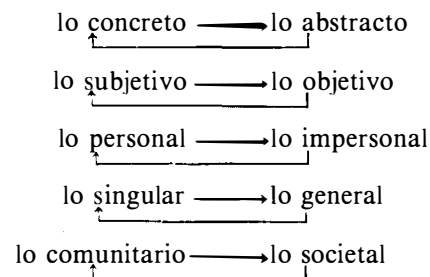 lo concreto lo abstracto
lo subjetivo lo objetivo
lo personal lo impersonal
lo singular lo general
lo comunitario lo societal